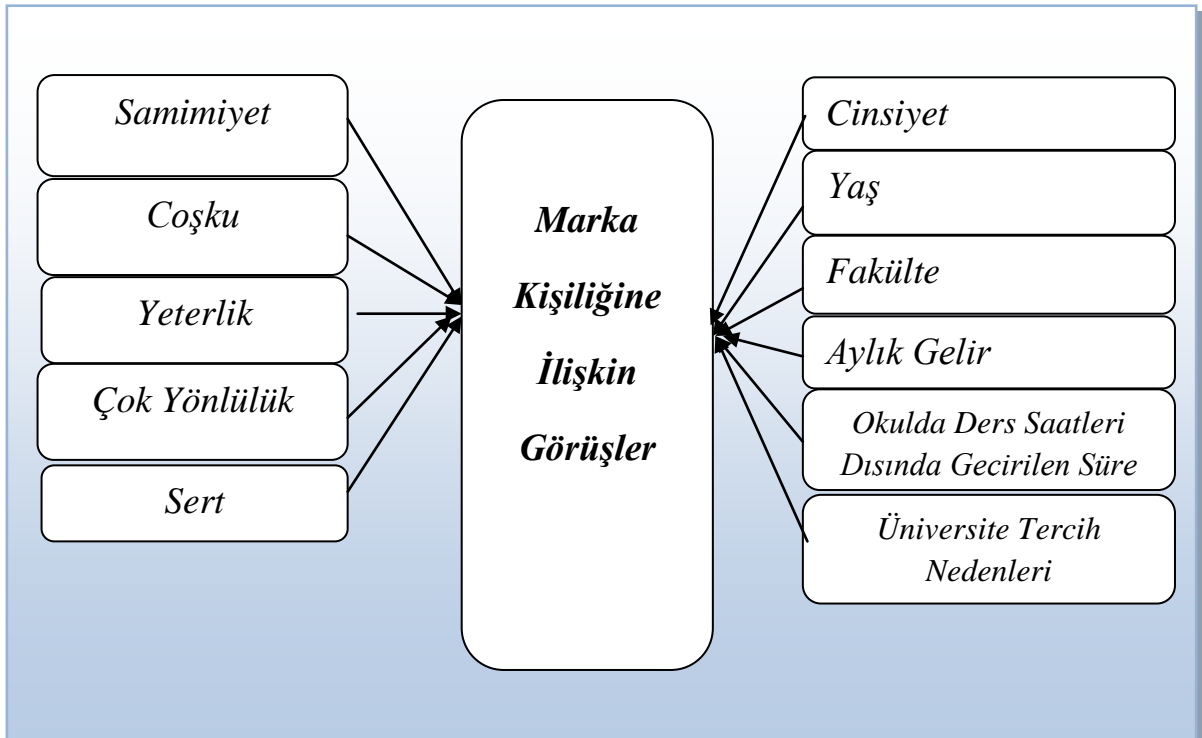 Samimiyet
Coşku
Yeterlik
Çok Yönlülük
Sert
Marka
Kişiliğine
İlişkin
Görüşler
Cinsiyet
Yaş
Fakülte
Aylık Gelir
Okulda Ders Saatleri
Dısında Gecirilen Süre
Üniversite Tercih
Nedenleri